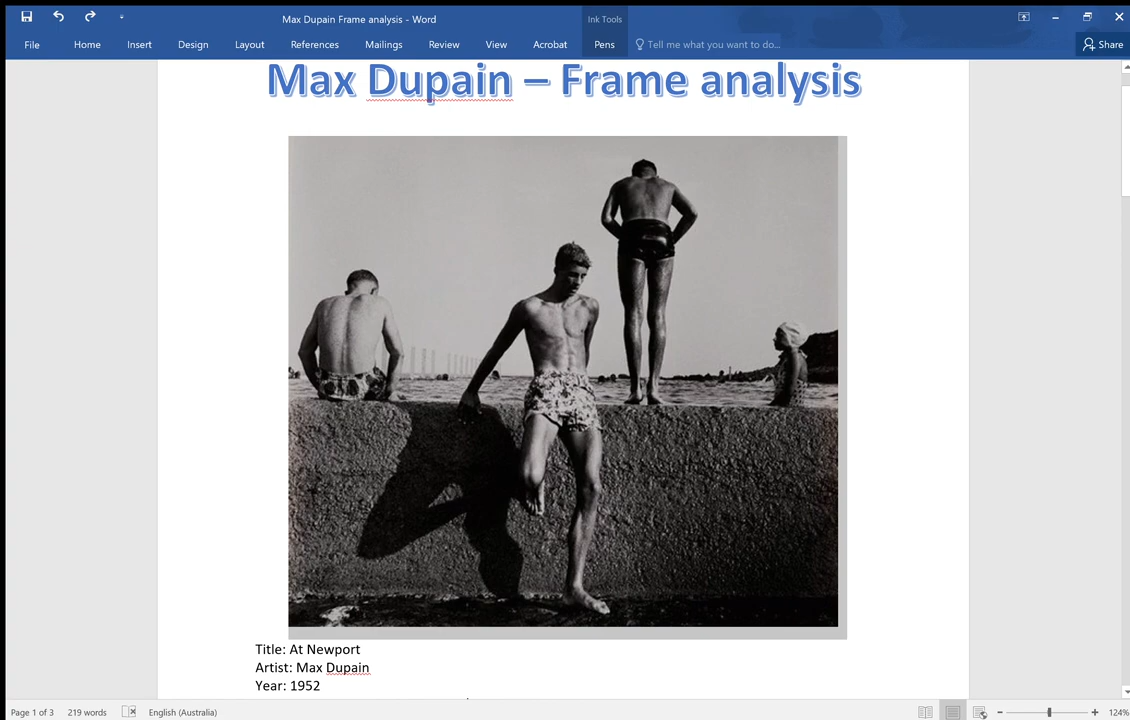 Max Dupain Frame analysis - Word
Ink Tools
File Home Insert Design Layout References Mailings Review View Acrobat Pens Tell me what you want to do... Share
Max Dupain – Frame analysis
Title: At Newport
Artist: Max Dupain
Year: 1952
Page 1 of 3 219 words English (Australia) 124%